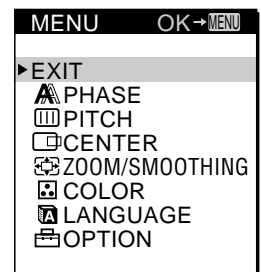 MENU OK→MENU
EXIT
PHASE
PITCH
CENTER
ZOOM/SMOOTHING
COLOR
LANGUAGE
OPTION